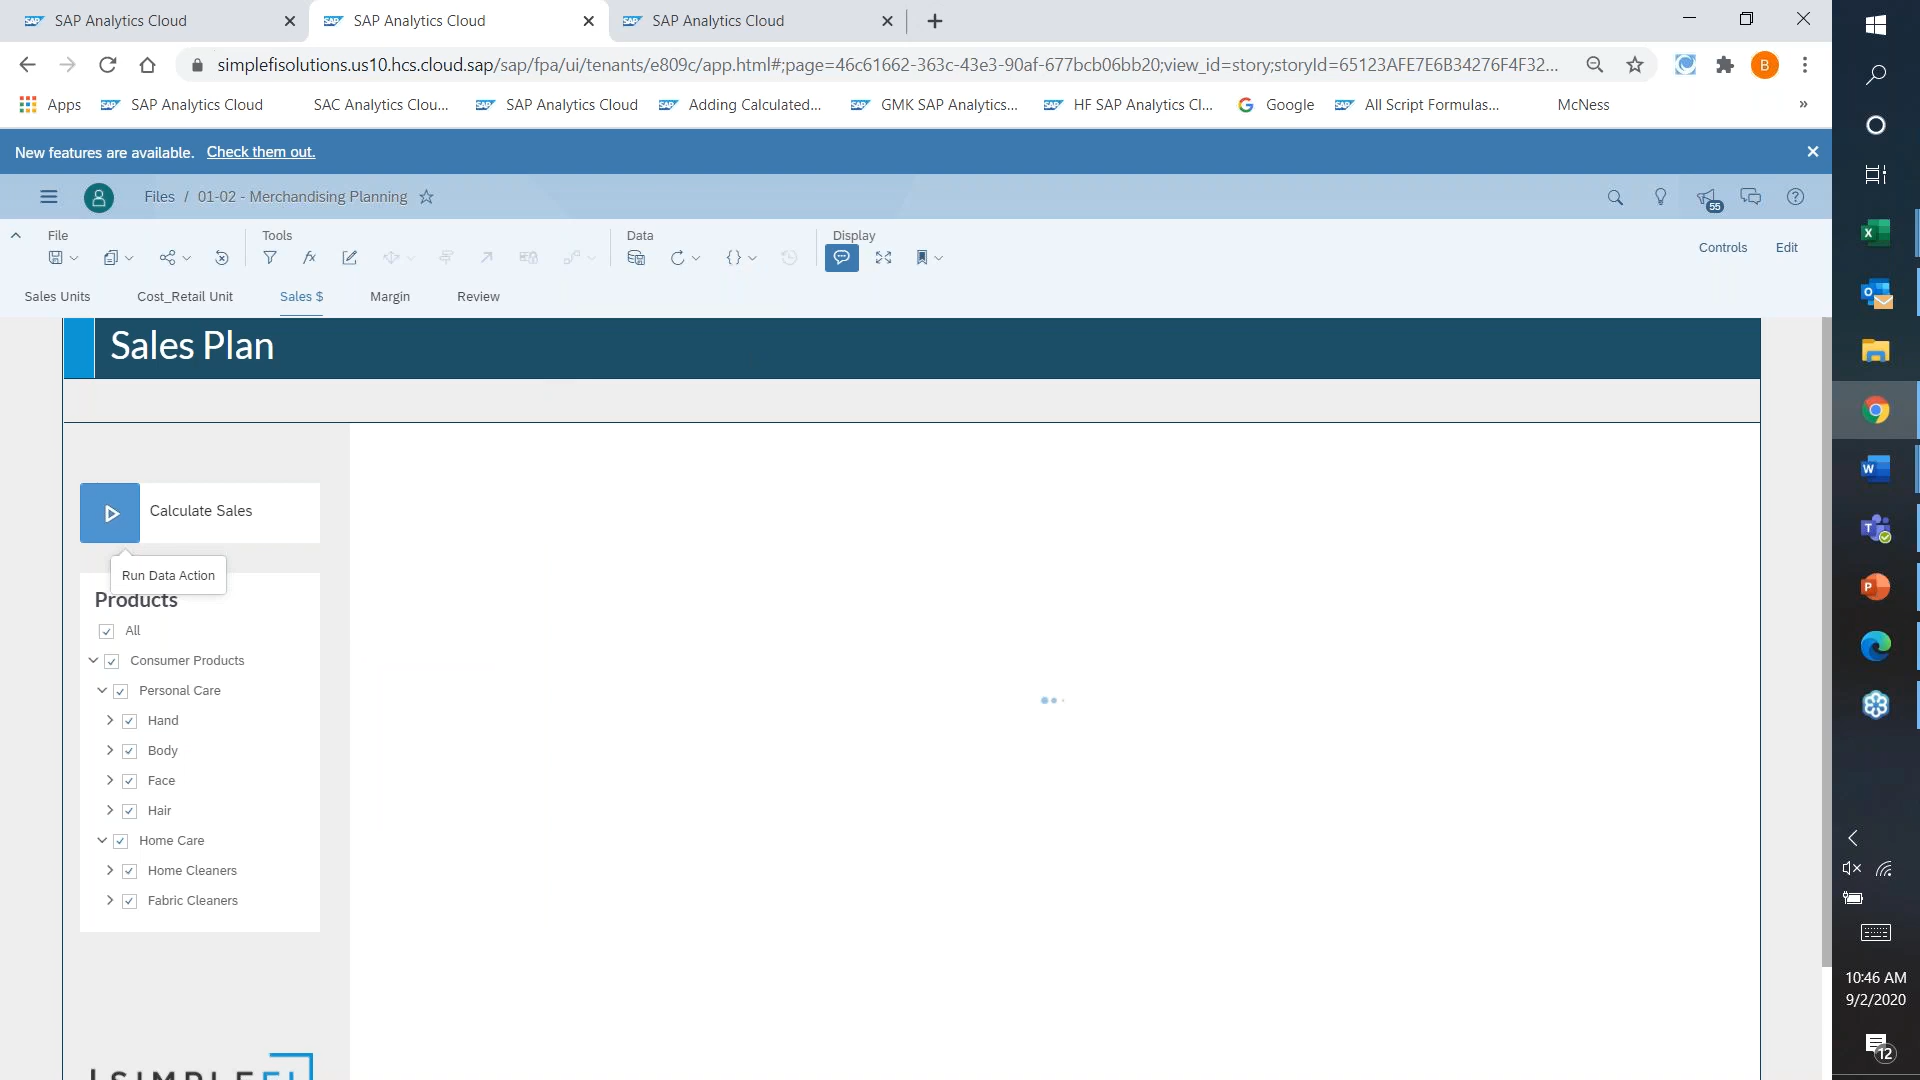 SAP Analytics Cloud
SAP Analytics Cloud
SAP Analytics Cloud
simplefisolutions.us10.hcs.cloud.sap/sap/fpa/ui/tenants/e809c/app.html#;page=46c61662-363c-43e3-90af-677bcb06bb20;view_id=story;storyId=65123AFE7E6B34276F4F32...
B
Apps
SAP Analytics Cloud
SAC Analytics Clou...
SAP Analytics Cloud
Adding Calculated...
GMK SAP Analytics...
HF SAP Analytics Cl...
Google
All Script Formulas...
McNess
New features are available. Check them out.
Files / 01-02 - Merchandising Planning
55
File
Tools
Data
Display
Controls
Edit
Sales Units
Cost_Retail Unit
Sales $
Margin
Review
Sales Plan
Calculate Sales
Run Data Action
Products
All
Consumer Products
Personal Care
Hand
Body
Face
Hair
Home Care
Home Cleaners
Fabric Cleaners
SIMPLEFI
10:46 AM
9/2/2020
12